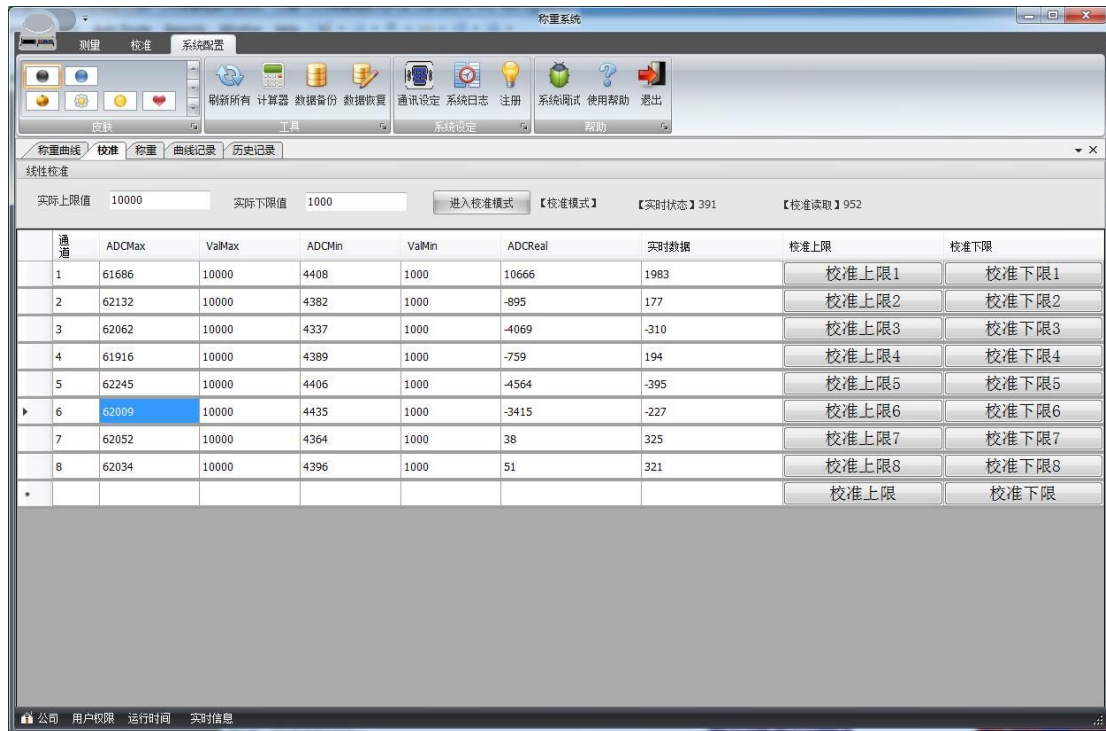 称重系统
测量 校准 系统配置
刷新所有 计算器 数据备份 数据恢复 通讯设定 系统日志 注册 系统调试 使用帮助 退出
皮肤 工具 系统设定 帮助
称重曲线 校准 称重 曲线记录 历史记录
线性校准
实际上限值 10000 实际下限值 1000 进入校准模式 【校准模式】 【实时状态】391 【校准读取】952
通道 ADCMax ValMax ADCMin ValMin ADCReal 实时数据 校准上限 校准下限
1 61686 10000 4408 1000 10666 1983 校准上限1 校准下限1
2 62132 10000 4382 1000 -895 177 校准上限2 校准下限2
3 62062 10000 4337 1000 -4069 -310 校准上限3 校准下限3
4 61916 10000 4389 1000 -759 194 校准上限4 校准下限4
5 62245 10000 4406 1000 -4564 -395 校准上限5 校准下限5
6 62009 10000 4435 1000 -3415 -227 校准上限6 校准下限6
7 62052 10000 4364 1000 38 325 校准上限7 校准下限7
8 62034 10000 4396 1000 51 321 校准上限8 校准下限8
* 校准上限 校准下限
公司 用户权限 运行时间 实时信息